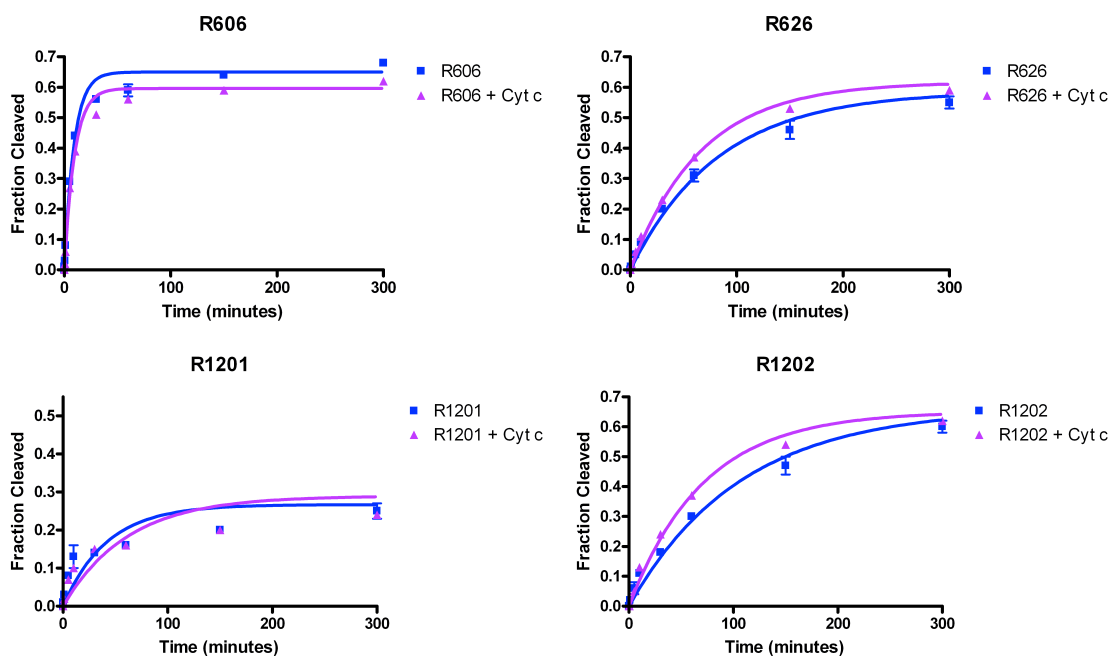 R606
0.7
0.6
0.5
0.4
0.3
0.2
0.1
0.0
Fraction Cleaved
0
100
200
300
Time (minutes)
R606
R606 + Cyt c
R626
0.7
0.6
0.5
0.4
0.3
0.2
0.1
0.0
Fraction Cleaved
0
100
200
300
Time (minutes)
R626
R626 + Cyt c
R1201
0.5
0.4
0.3
0.2
0.1
0.0
Fraction Cleaved
0
100
200
300
Time (minutes)
R1201
R1201 + Cyt c
R1202
0.7
0.6
0.5
0.4
0.3
0.2
0.1
0.0
Fraction Cleaved
0
100
200
300
Time (minutes)
R1202
R1202 + Cyt c